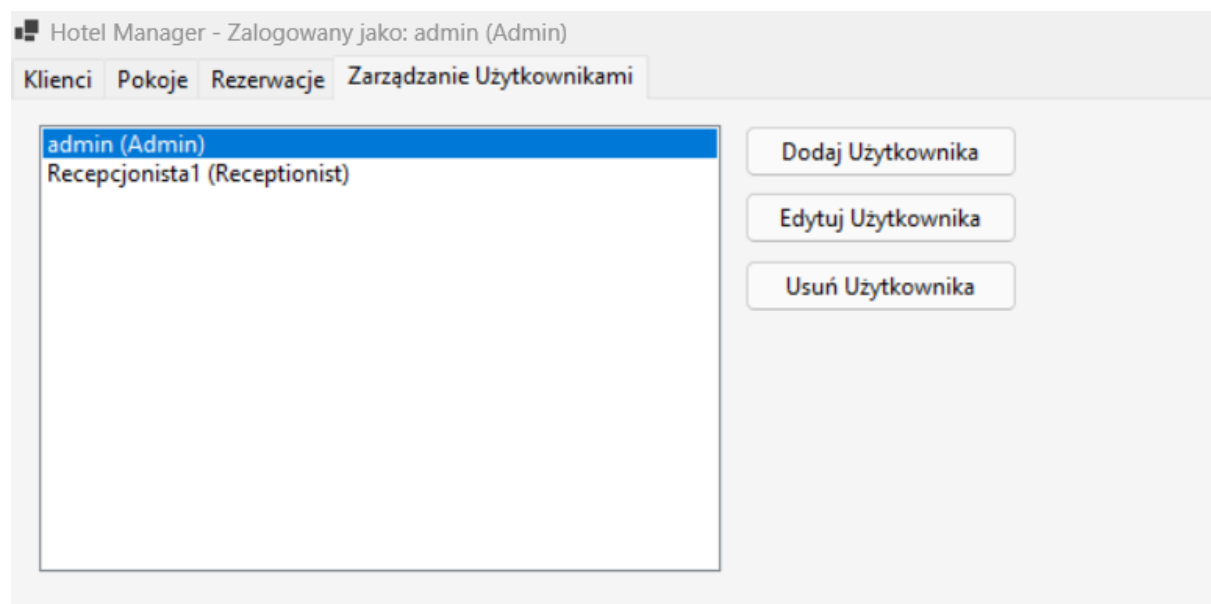 Hotel Manager - Zalogowany jako: admin (Admin)
Klienci Pokoje Rezerwacje Zarządzanie Użytkownikami
admin (Admin)
Recepcjonista1 (Receptionist)
Dodaj Użytkownika
Edytuj Użytkownika
Usuń Użytkownika